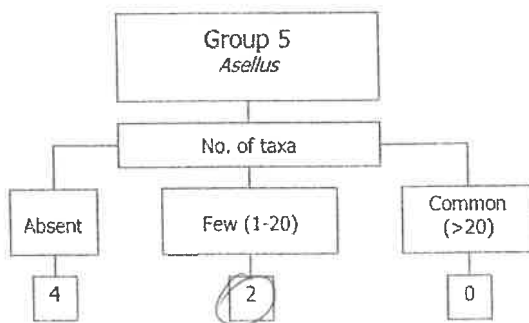 Group 5
Asellus
No. of taxa
Absent
Few (1-20)
Common
(>20)
4
2
0